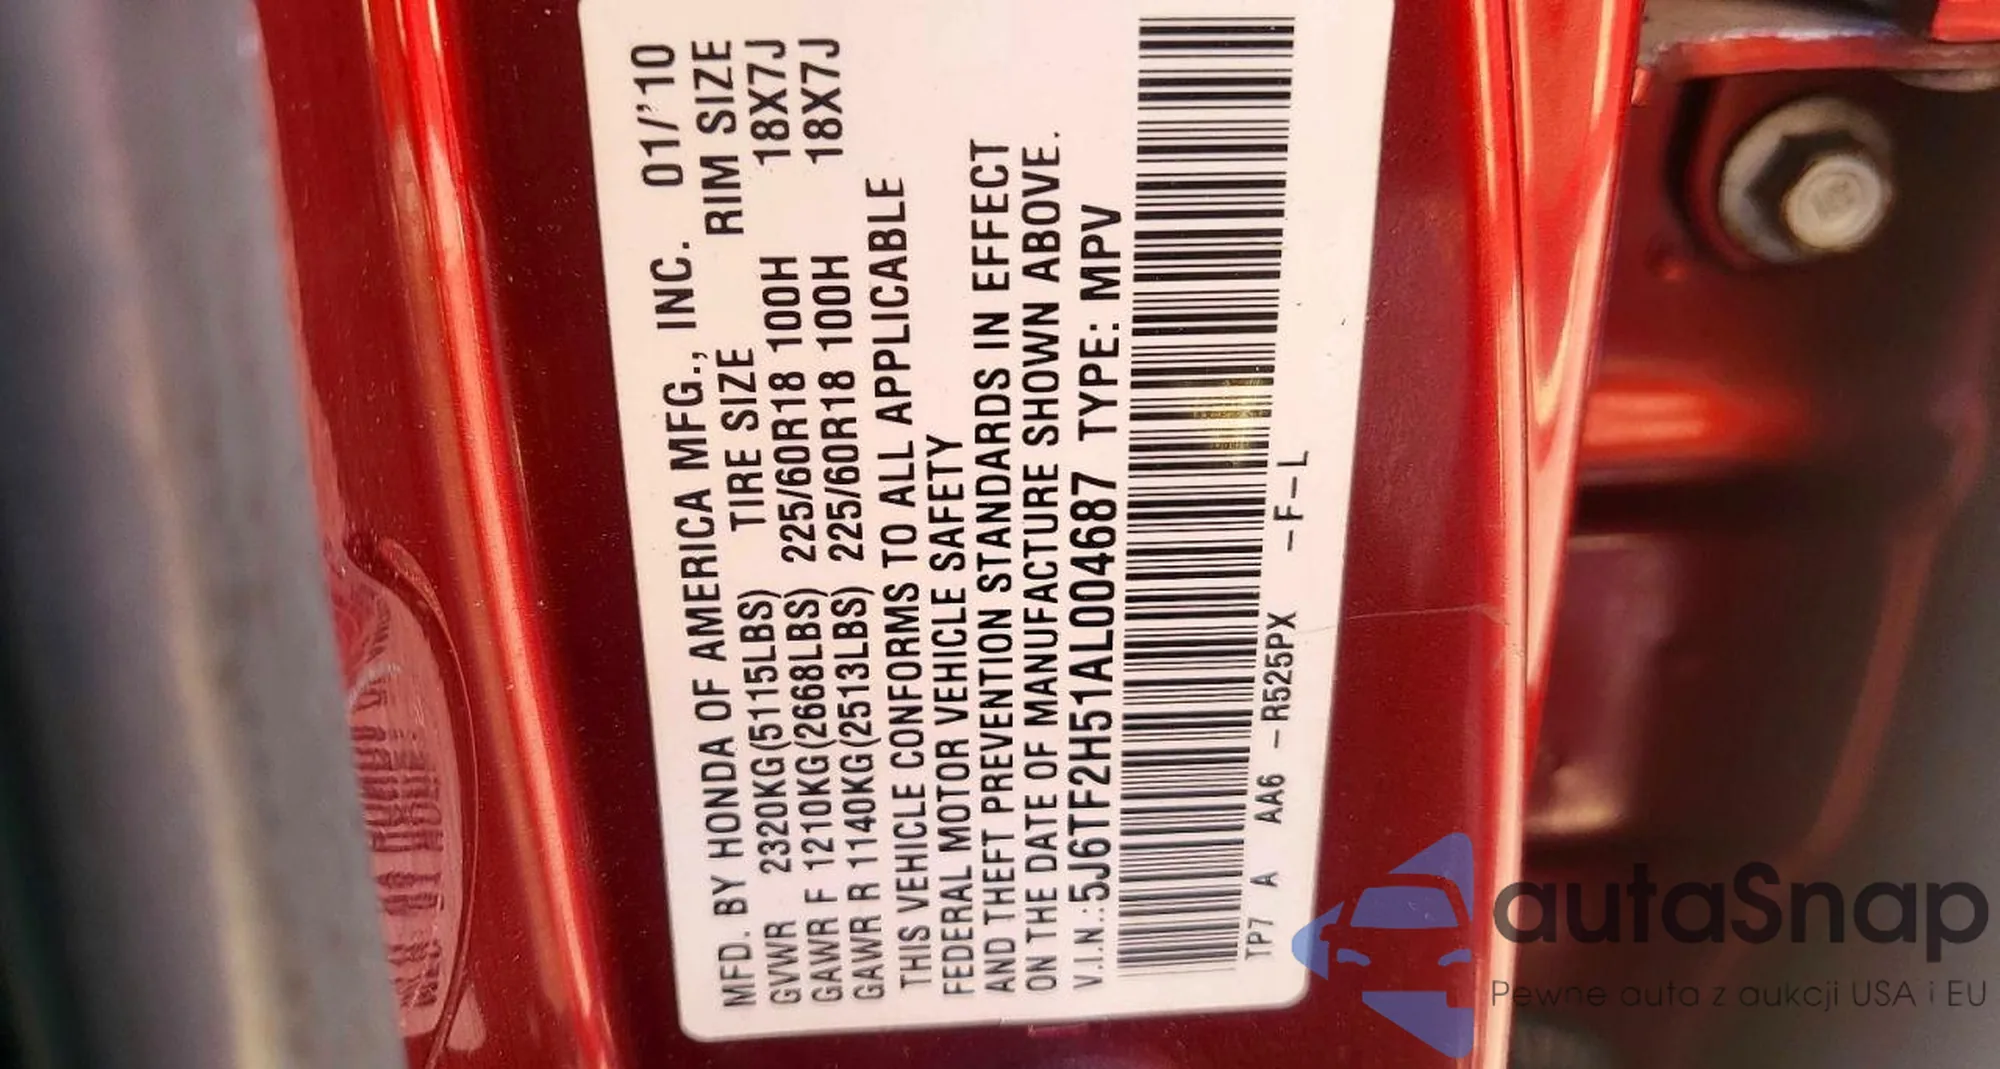 MFD. BY HONDA OF AMERICA MFG., INC. 01/'10
TIRE SIZE RIM SIZE
GVWR 2320KG(5115LBS)
GAWR F 1210KG(2668LBS) 225/60R18 100H 18X7J
GAWR R 1140KG(2513LBS) 225/60R18 100H 18X7J
THIS VEHICLE CONFORMS TO ALL APPLICABLE
FEDERAL MOTOR VEHICLE SAFETY
AND THEFT PREVENTION STANDARDS IN EFFECT
ON THE DATE OF MANUFACTURE SHOWN ABOVE.
V.I.N.:5J6TF2H51AL004687 TYPE: MPV
TP7 A AA6 -R525PX -F-L
autaSnap
Pewne auta z aukcji USA i EU